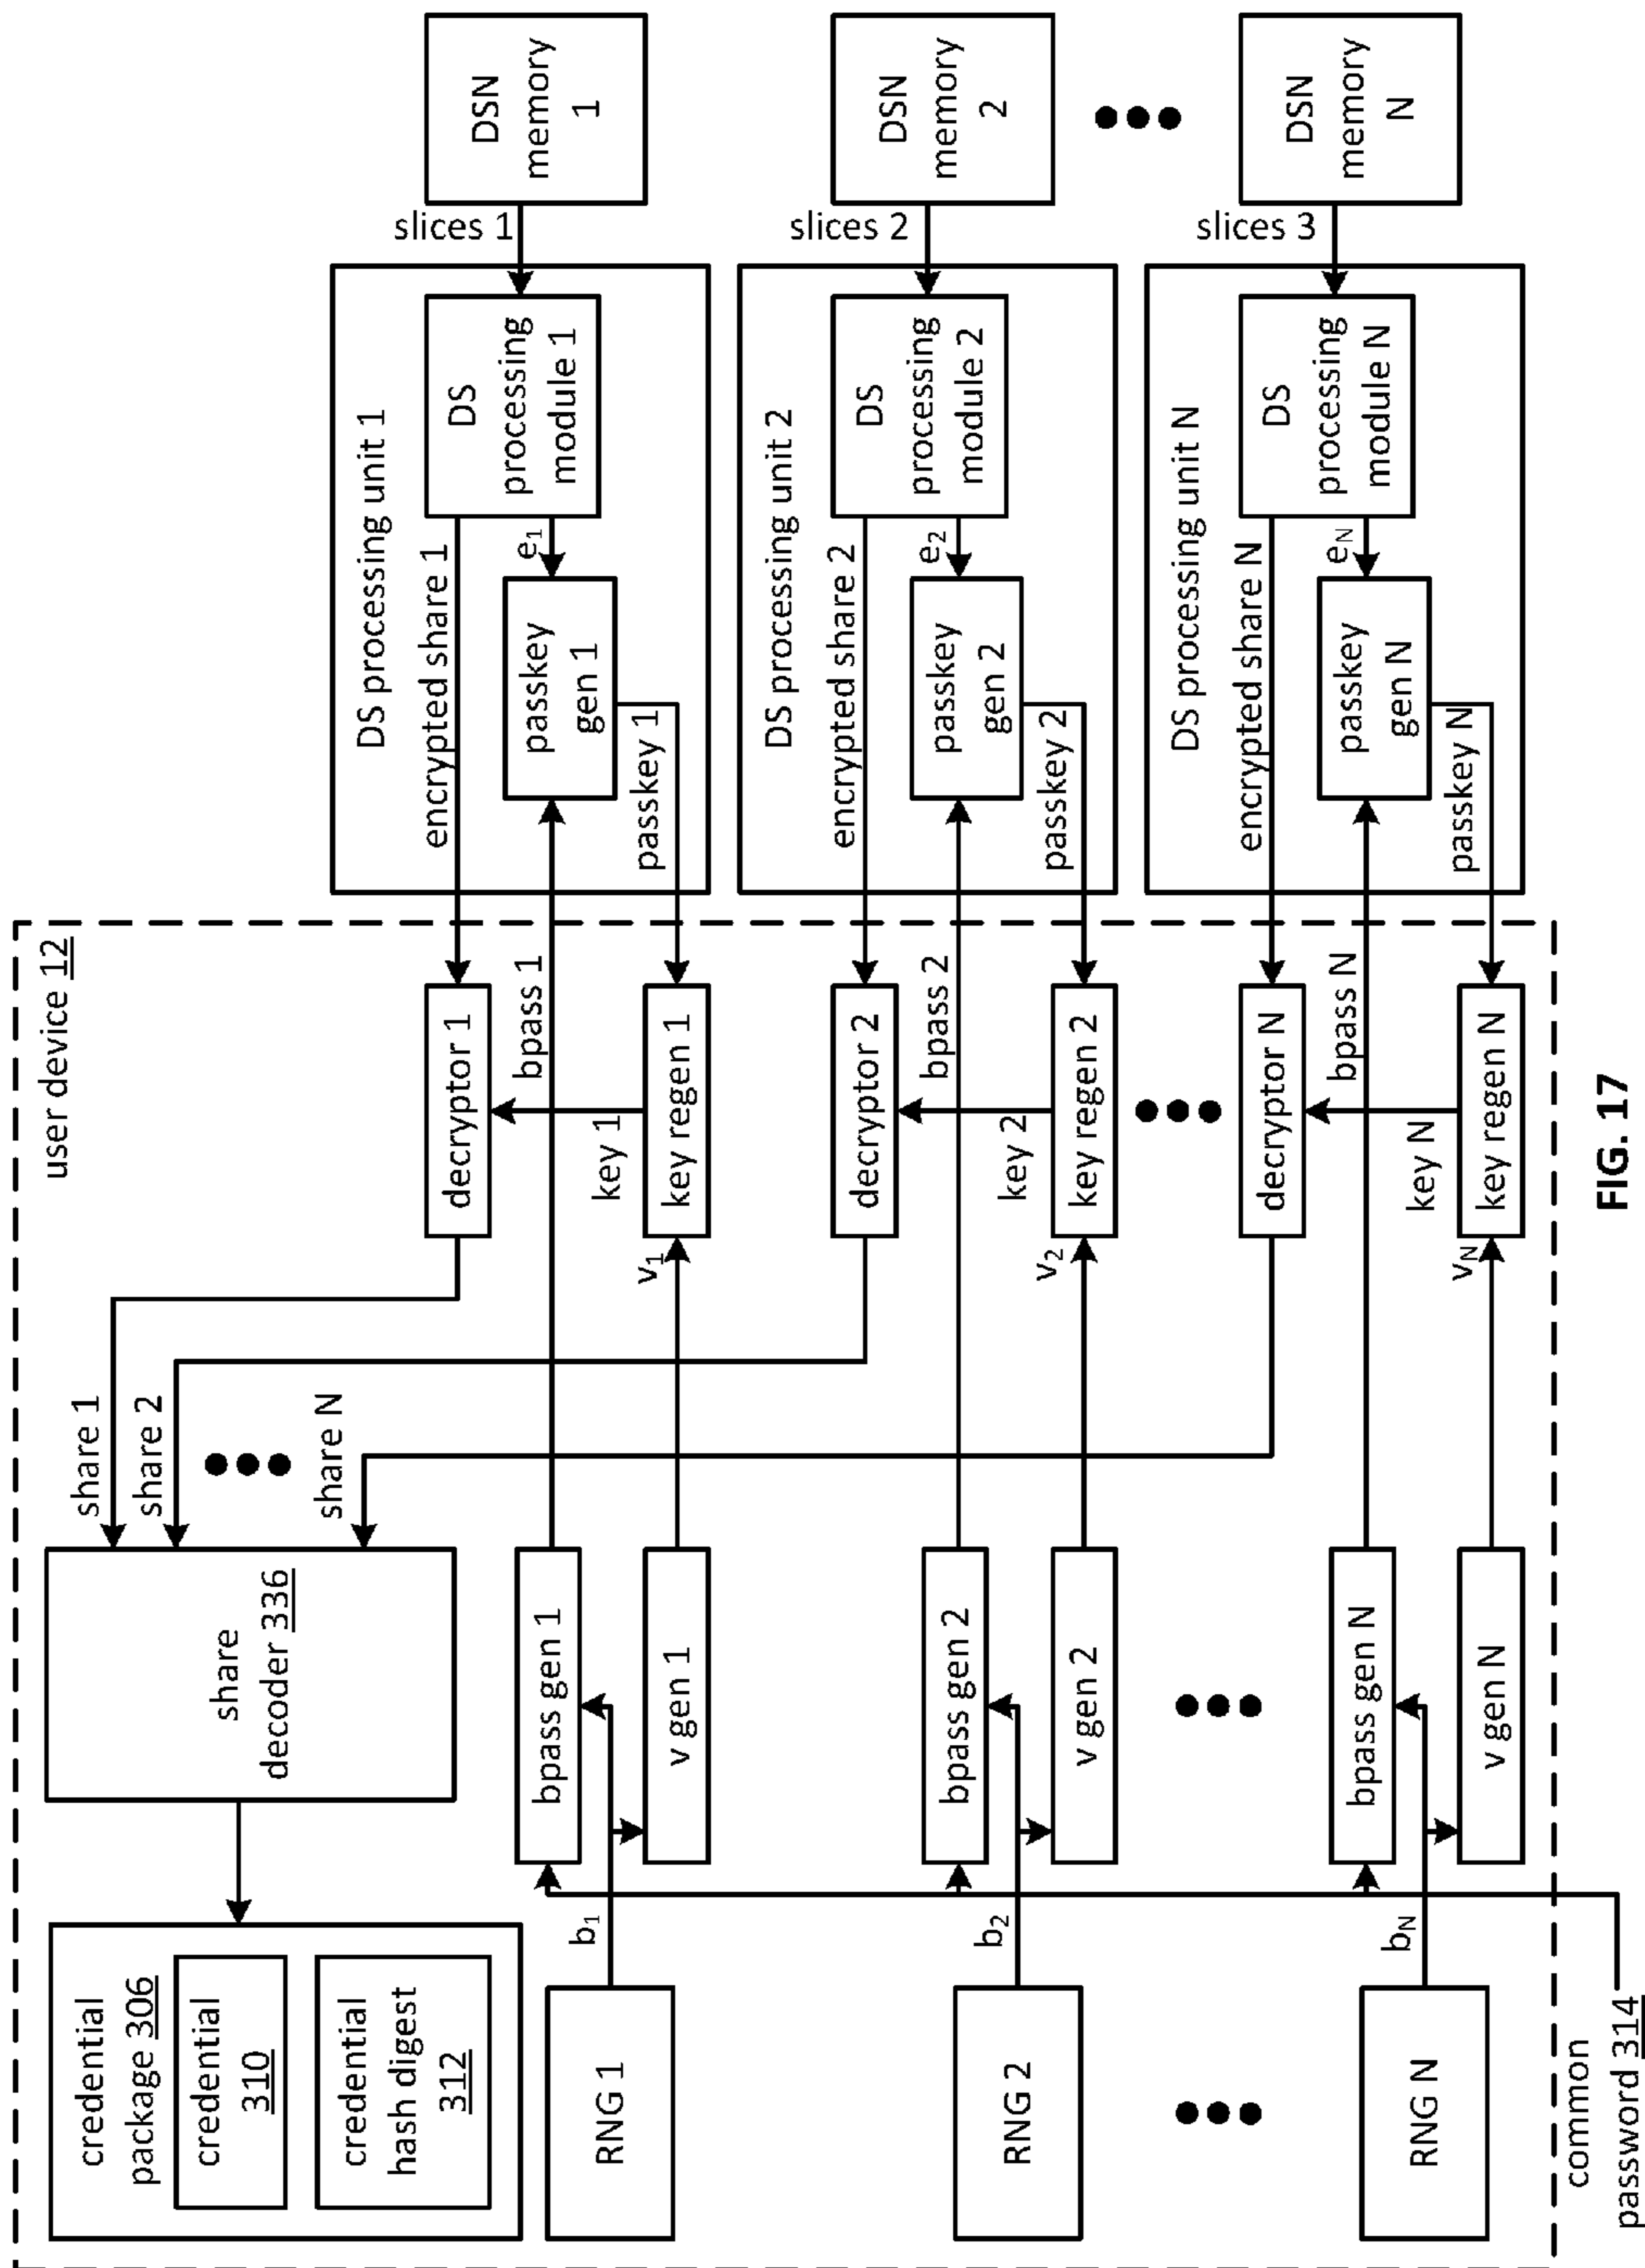 user device 12
credential
package 306
credential
310
credential
hash digest
312
share
decoder 336
share 1
share 2
share N
RNG 1
b1
bpass gen 1
v gen 1
v1
decryptor 1
bpass 1
key 1
key regen 1
DS processing unit 1
encrypted share 1
passkey
gen 1
passkey 1
e1
DS
processing
module 1
slices 1
DSN
memory
1
RNG 2
b2
bpass gen 2
v gen 2
v2
decryptor 2
bpass 2
key 2
key regen 2
DS processing unit 2
encrypted share 2
passkey
gen 2
passkey 2
e2
DS
processing
module 2
slices 2
DSN
memory
2
RNG N
bN
bpass gen N
v gen N
vN
decryptor N
bpass N
key N
key regen N
DS processing unit N
encrypted share N
passkey
gen N
passkey N
eN
DS
processing
module N
slices 3
DSN
memory
N
common
password 314
FIG. 17